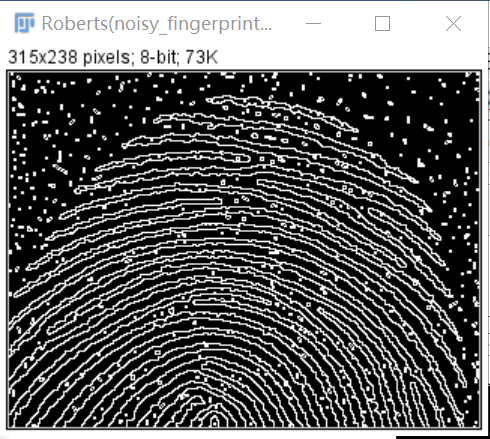 Roberts(noisy_fingerprint...
315x238 pixels; 8-bit; 73K